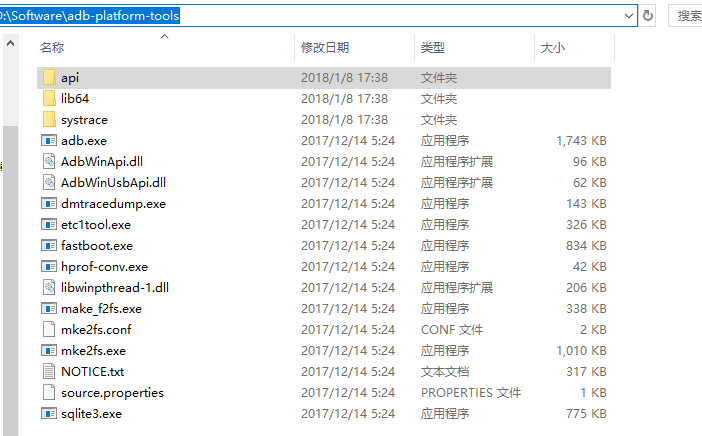 :\Software\adb-platform-tools 搜索
名称 修改日期 类型 大小
api 2018/1/8 17:38 文件夹
lib64 2018/1/8 17:38 文件夹
systrace 2018/1/8 17:38 文件夹
adb.exe 2017/12/14 5:24 应用程序 1,743 KB
AdbWinApi.dll 2017/12/14 5:24 应用程序扩展 96 KB
AdbWinUsbApi.dll 2017/12/14 5:24 应用程序扩展 62 KB
dmtracedump.exe 2017/12/14 5:24 应用程序 143 KB
etc1tool.exe 2017/12/14 5:24 应用程序 326 KB
fastboot.exe 2017/12/14 5:24 应用程序 834 KB
hprof-conv.exe 2017/12/14 5:24 应用程序 42 KB
libwinpthread-1.dll 2017/12/14 5:24 应用程序扩展 206 KB
make_f2fs.exe 2017/12/14 5:24 应用程序 338 KB
mke2fs.conf 2017/12/14 5:24 CONF 文件 2 KB
mke2fs.exe 2017/12/14 5:24 应用程序 1,010 KB
NOTICE.txt 2017/12/14 5:24 文本文档 317 KB
source.properties 2017/12/14 5:24 PROPERTIES 文件 1 KB
sqlite3.exe 2017/12/14 5:24 应用程序 775 KB